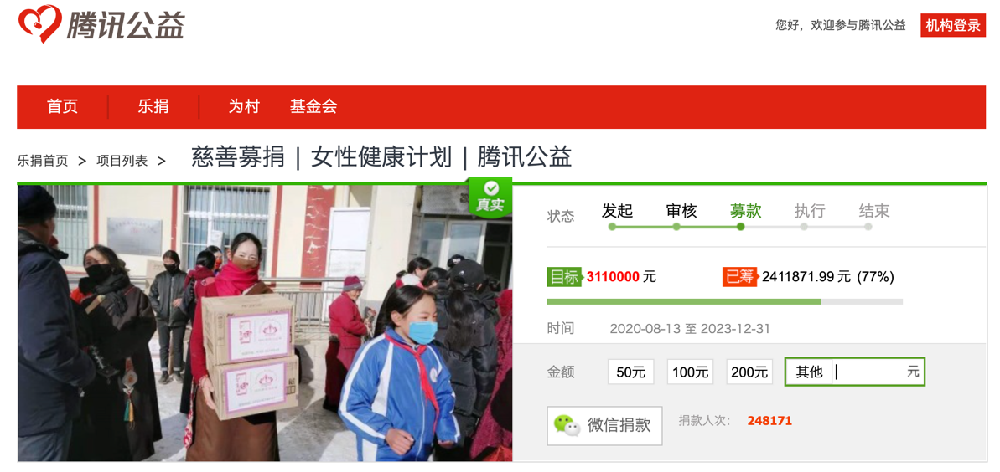 腾讯公益
您好，欢迎参与腾讯公益 机构登录
首页 乐捐 为村 基金会
乐捐首页 > 项目列表 > 慈善募捐 | 女性健康计划 | 腾讯公益
真实
状态 发起 审核 募款 执行 结束
目标 3110000 元 已筹 2411871.99 元 (77%)
时间 2020-08-13 至 2023-12-31
金额 50元 100元 200元 其他 元
微信捐款 捐款人次： 248171